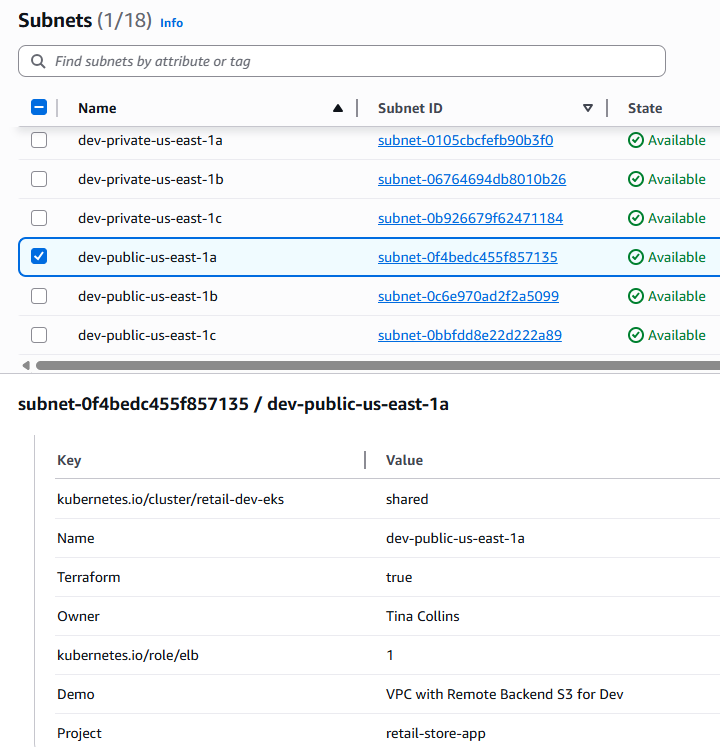 Subnets (1/18) Info
Find subnets by attribute or tag
Name Subnet ID State
dev-private-us-east-1a subnet-0105cbcfefb90b3f0 Available
dev-private-us-east-1b subnet-06764694db8010b26 Available
dev-private-us-east-1c subnet-0b926679f62471184 Available
dev-public-us-east-1a subnet-0f4bedc455f857135 Available
dev-public-us-east-1b subnet-0c6e970ad2f2a5099 Available
dev-public-us-east-1c subnet-0bbfdd8e22d222a89 Available
subnet-0f4bedc455f857135 / dev-public-us-east-1a
Key Value
kubernetes.io/cluster/retail-dev-eks shared
Name dev-public-us-east-1a
Terraform true
Owner Tina Collins
kubernetes.io/role/elb 1
Demo VPC with Remote Backend S3 for Dev
Project retail-store-app